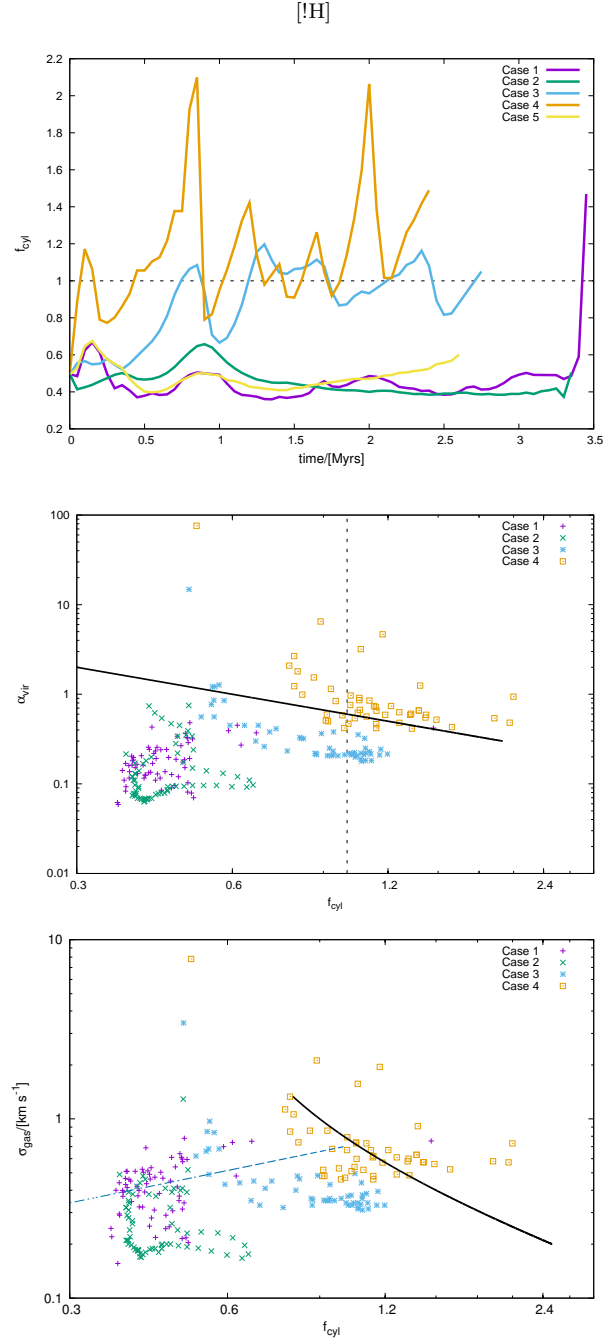 [!H]
2.2
2
1.8
1.6
1.4
1.2
1
0.8
0.6
0.4
0.2
f_cyl
0 0.5 1 1.5 2 2.5 3 3.5
time/[Myrs]
Case 1
Case 2
Case 3
Case 4
Case 5
100
10
1
0.1
0.01
α_vir
0.3 0.6 1.2 2.4
f_cyl
Case 1
Case 2
Case 3
Case 4
10
1
0.1
σ_gas/[km s⁻¹]
0.3 0.6 1.2 2.4
f_cyl
Case 1
Case 2
Case 3
Case 4